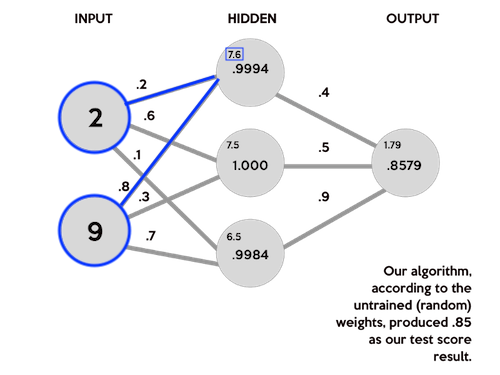 INPUT HIDDEN OUTPUT
7.6
.9994
.2
.4
2
.6
7.5
1.000
.5
1.79
.8579
.1
.8
.3
.9
9
.7
6.5
.9984
Our algorithm,
according to the
untrained (random)
weights, produced .85
as our test score
result.